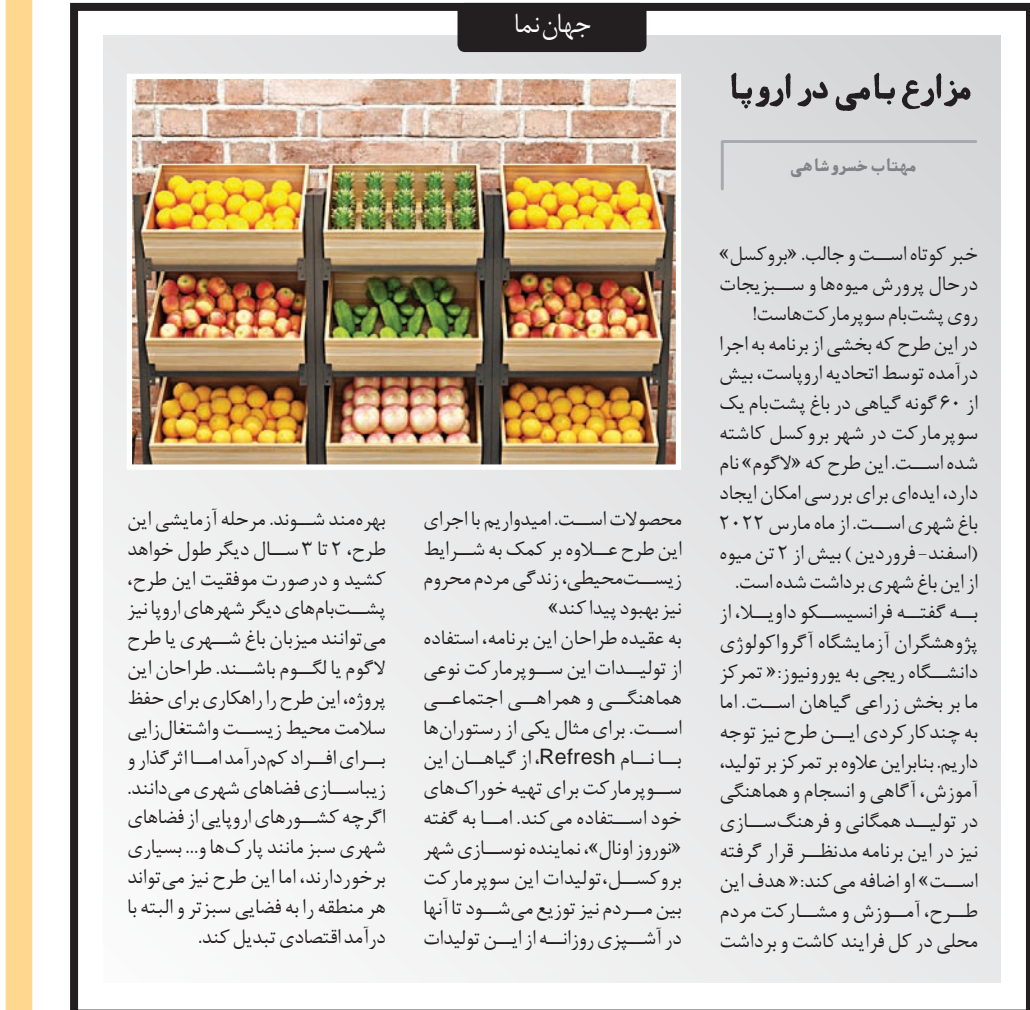 جهان‌نما
مزارع بامی در اروپا
مهتاب خسروشاهی
خبر کوتاه است و جالب. «بروکسل»
درحال پرورش میوه‌ها و سبزیجات
روی پشت‌بام سوپرمارکت‌هاست!
در این طرح که بخشی از برنامه به اجرا
درآمده توسط اتحادیه اروپاست، بیش
از ۶۰ گونه گیاهی در باغ پشت‌بام یک
سوپرمارکت در شهر بروکسل کاشته
شده است. این طرح که «لاگوم» نام
دارد، ایده‌ای برای بررسی امکان ایجاد
باغ شهری است. از ماه مارس ۲۰۲۲
(اسفند- فروردین) بیش از ۲ تن میوه
از این باغ شهری برداشت شده است.
به گفته فرانسیسکو داویلا، از
پژوهشگران آزمایشگاه آگرواکولوژی
دانشگاه ریجی به یورونیوز: «تمرکز
ما بر بخش زراعی گیاهان است. اما
به چندکارکردی این طرح نیز توجه
داریم. بنابراین علاوه بر تمرکز بر تولید،
آموزش، آگاهی و انسجام و هماهنگی
در تولید همگانی و فرهنگ‌سازی
نیز در این برنامه مدنظر قرار گرفته
است» او اضافه می‌کند: «هدف این
طرح، آموزش و مشارکت مردم
محلی در کل فرایند کاشت و برداشت
محصولات است. امیدواریم با اجرای
این طرح علاوه بر کمک به شرایط
زیست‌محیطی، زندگی مردم محروم
نیز بهبود پیدا کند»
به عقیده طراحان این برنامه، استفاده
از تولیدات این سوپرمارکت نوعی
هماهنگی و همراهی اجتماعی
است. برای مثال یکی از رستوران‌ها
با نام Refresh، از گیاهان این
سوپرمارکت برای تهیه خوراک‌های
خود استفاده می‌کند. اما به گفته
«نوروز اونال»، نماینده نوسازی شهر
بروکسل، تولیدات این سوپرمارکت
بین مردم نیز توزیع می‌شود تا آنها
در آشپزی روزانه از این تولیدات
بهره‌مند شوند. مرحله آزمایشی این
طرح، ۲ تا ۳ سال دیگر طول خواهد
کشید و درصورت موفقیت این طرح،
پشت‌بام‌های دیگر شهرهای اروپا نیز
می‌توانند میزبان باغ شهری یا طرح
لاگوم یا لگوم باشند. طراحان این
پروژه، این طرح را راهکاری برای حفظ
سلامت محیط زیست واشتغال‌زایی
برای افراد کم‌درآمد اما اثرگذار و
زیباسازی فضاهای شهری می‌دانند.
اگرچه کشورهای اروپایی از فضاهای
شهری سبز مانند پارک‌ها و... بسیاری
برخوردارند، اما این طرح نیز می‌تواند
هر منطقه را به فضایی سبزتر و البته با
درآمد اقتصادی تبدیل کند.